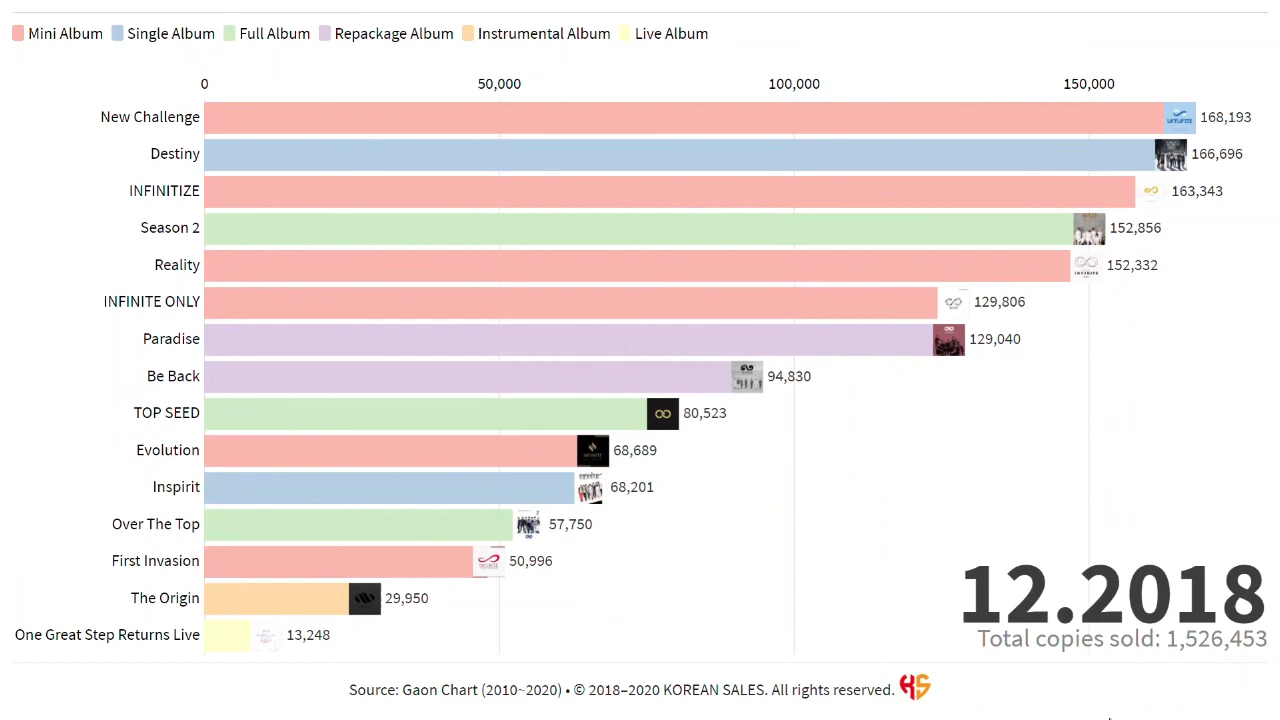 Mini Album Single Album Full Album Repackage Album Instrumental Album Live Album
0 50,000 100,000 150,000
New Challenge 168,193
Destiny 166,696
INFINITIZE 163,343
Season 2 152,856
Reality 152,332
INFINITE ONLY 129,806
Paradise 129,040
Be Back 94,830
TOP SEED 80,523
Evolution 68,689
Inspirit 68,201
Over The Top 57,750
First Invasion 50,996
The Origin 29,950
One Great Step Returns Live 13,248
12.2018
Total copies sold: 1,526,453
Source: Gaon Chart (2010~2020) • © 2018–2020 KOREAN SALES. All rights reserved. KS